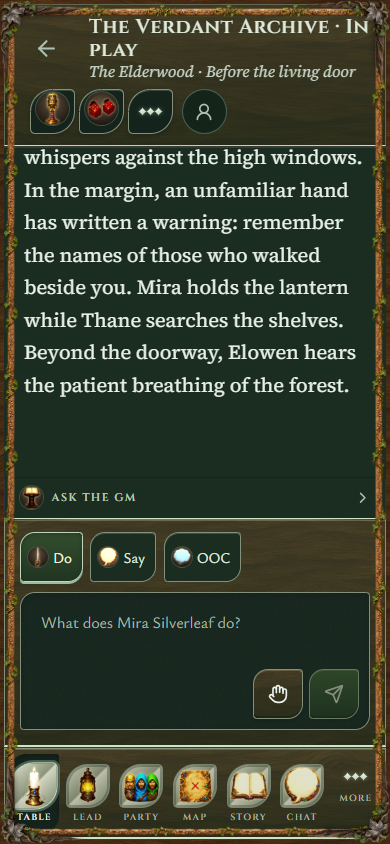 The Verdant Archive · In play
The Elderwood · Before the living door
whispers against the high windows.
In the margin, an unfamiliar hand
has written a warning: remember
the names of those who walked
beside you. Mira holds the lantern
while Thane searches the shelves.
Beyond the doorway, Elowen hears
the patient breathing of the forest.
ASK THE GM
Do
Say
OOC
What does Mira Silverleaf do?
TABLE
LEAD
PARTY
MAP
STORY
CHAT
MORE